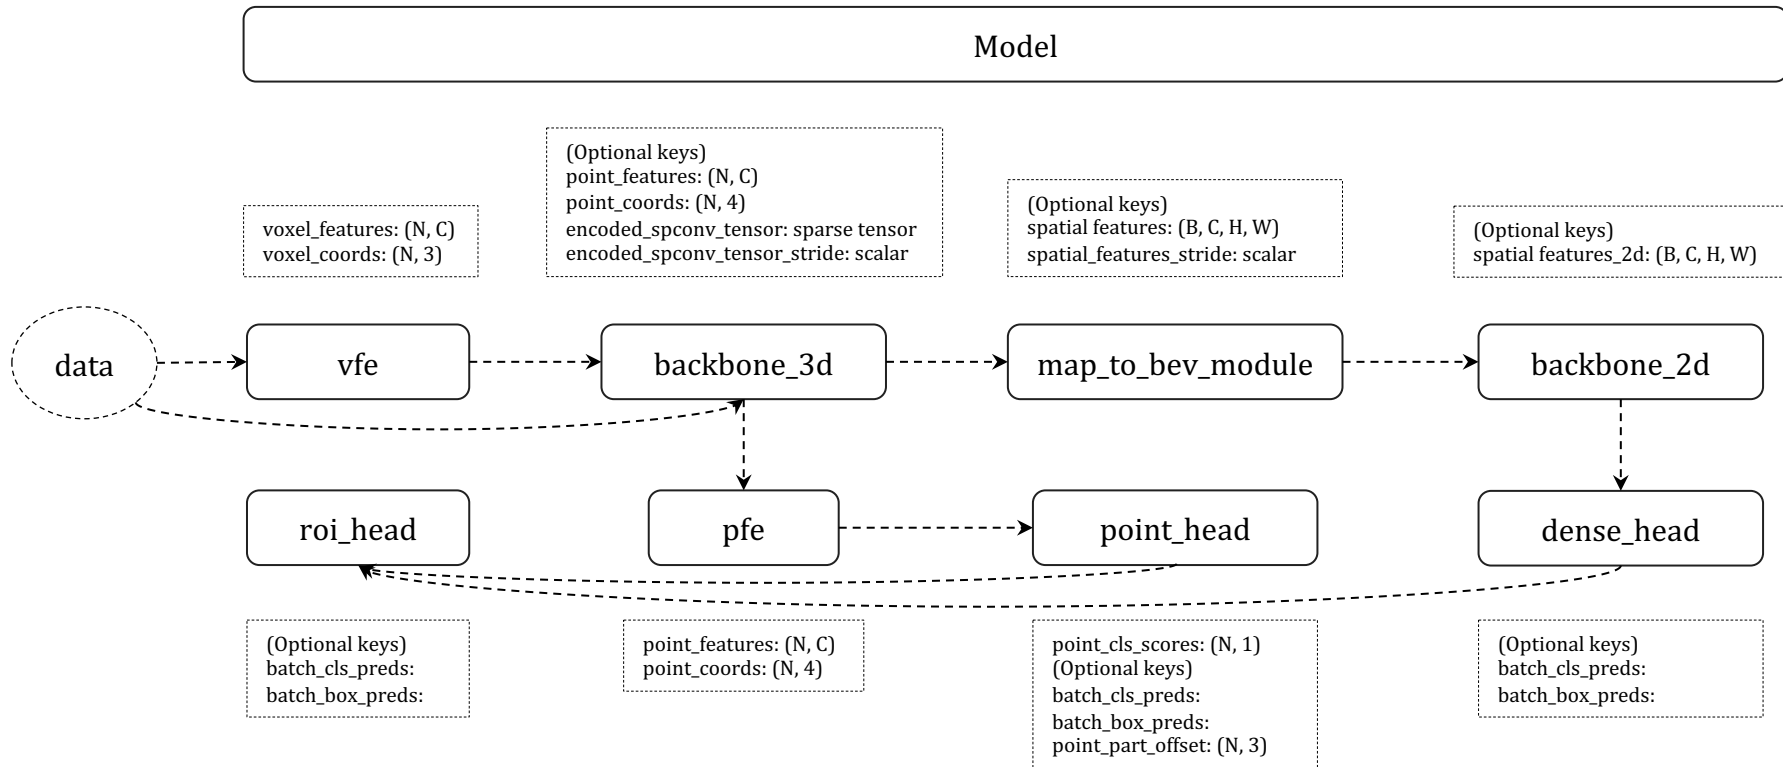 Model
(Optional keys)
point_features: (N, C)
point_coords: (N, 4)
encoded_spconv_tensor: sparse tensor
encoded_spconv_tensor_stride: scalar
(Optional keys)
spatial features: (B, C, H, W)
spatial_features_stride: scalar
voxel_features: (N, C)
voxel_coords: (N, 3)
(Optional keys)
spatial features_2d: (B, C, H, W)
data
vfe
backbone_3d
map_to_bev_module
backbone_2d
roi_head
pfe
point_head
dense_head
(Optional keys)
batch_cls_preds:
batch_box_preds:
point_features: (N, C)
point_coords: (N, 4)
point_cls_scores: (N, 1)
(Optional keys)
batch_cls_preds:
batch_box_preds:
point_part_offset: (N, 3)
(Optional keys)
batch_cls_preds:
batch_box_preds: